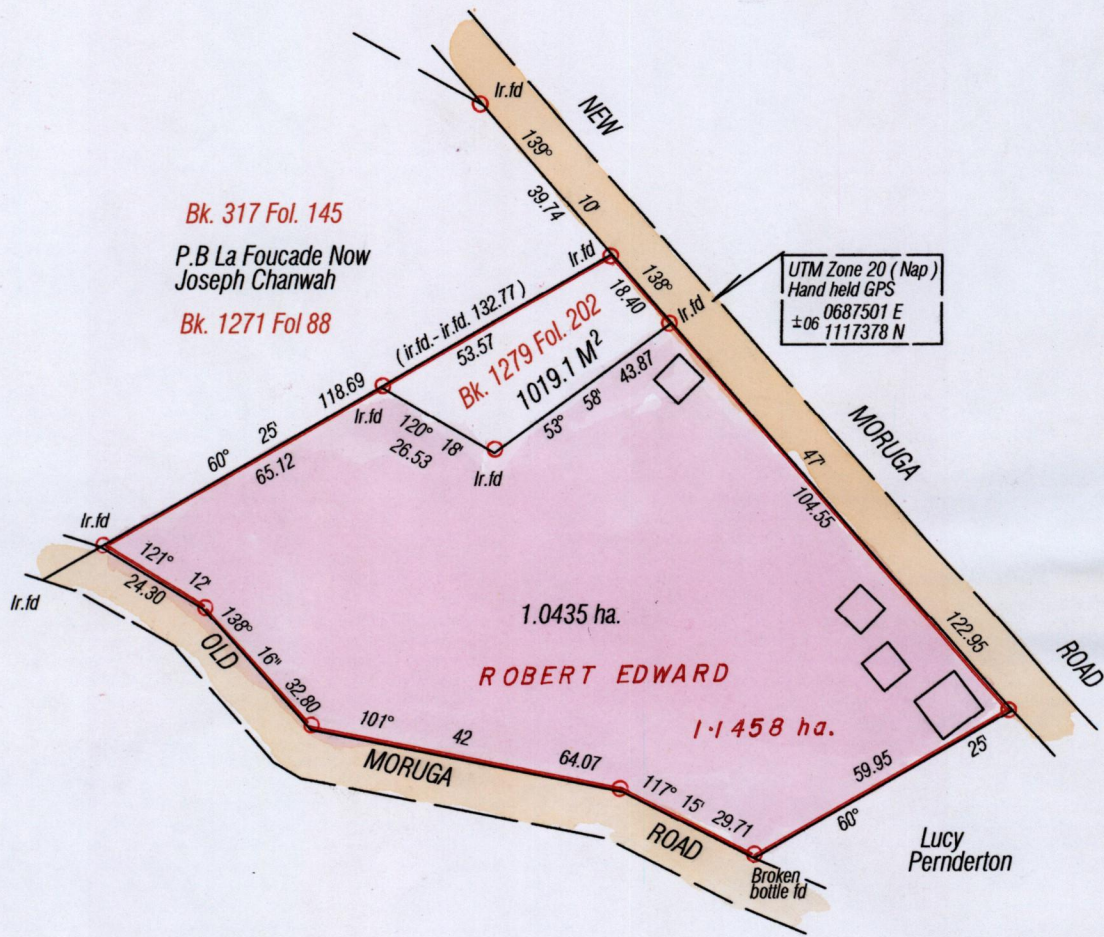 Ir.fd
NEW
139° 10'
39.74
Bk. 317 Fol. 145
P.B La Foucade Now
Joseph Chanwah
Bk. 1271 Fol 88
Ir.fd
138° 47'
18.40
Ir.fd
UTM Zone 20 ( Nap )
Hand held GPS
±06 0687501 E
1117378 N
( ir.fd.- ir.fd. 132.77 )
53.57
Bk. 1279 Fol. 202
1019.1 M²
118.69
Ir.fd
120° 18'
26.53
53° 58' 43.87
Ir.fd
MORUGA
60° 25'
65.12
104.55
Ir.fd
121° 12'
24.30
Ir.fd
138° 16"
32.80
OLD
1.0435 ha.
ROBERT EDWARD
1.1458 ha.
122.95
ROAD
101° 42 64.07
MORUGA
117° 15' 29.71
ROAD
59.95
60° 25'
Broken
bottle fd
Lucy
Pernderton